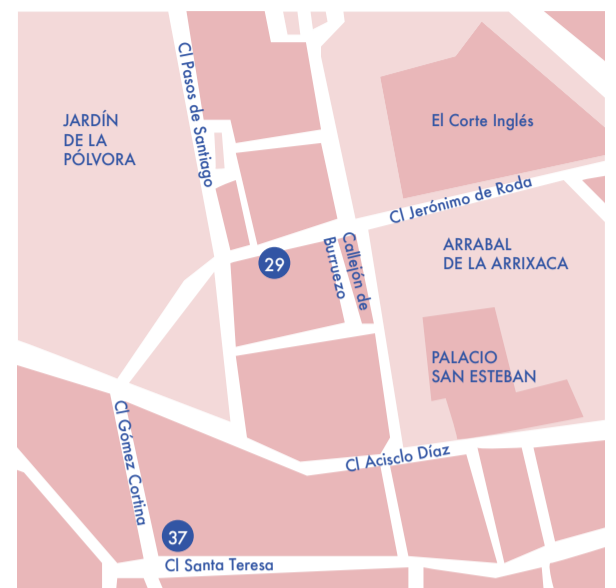 Cl Pasos de Santiago
JARDÍN
DE LA
PÓLVORA
El Corte Inglés
Cl Jerónimo de Roda
29
Callejón de
Burruezo
ARRABAL
DE LA ARRIXACA
PALACIO
SAN ESTEBAN
Cl Gómez Cortina
Cl Acisclo Díaz
37
Cl Santa Teresa